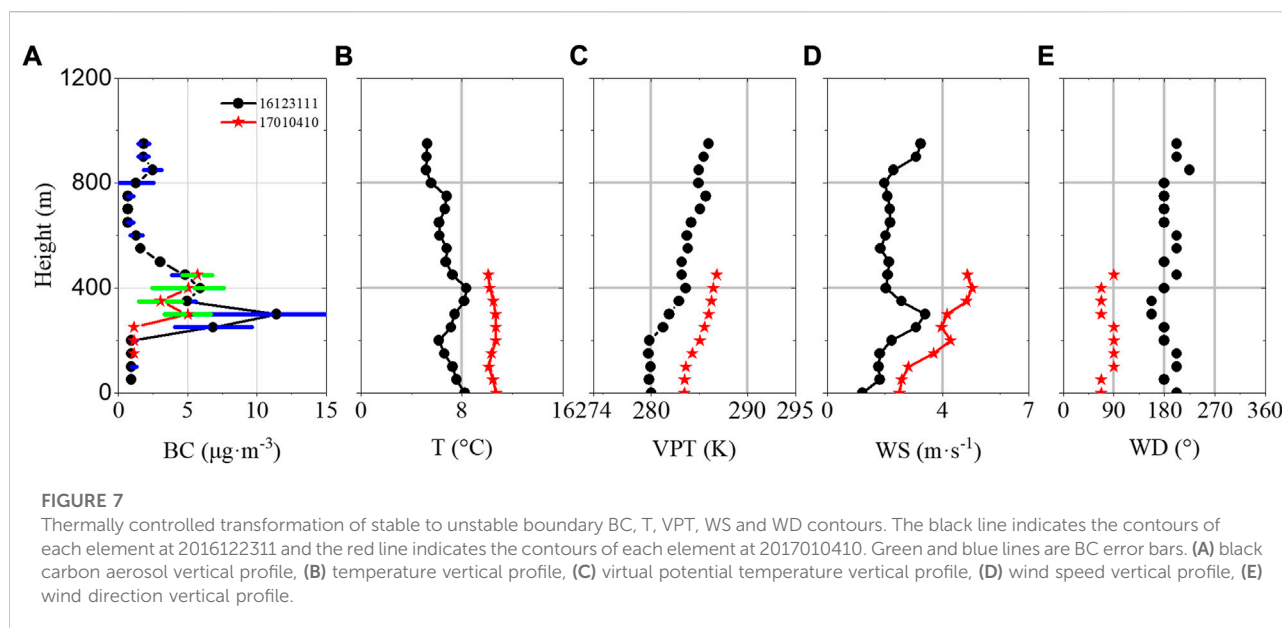 A
B
C
D
E
1200
800
400
0
Height (m)
16123111
17010410
0 5 10 15
BC (µg·m⁻³)
0 8 16
T (°C)
274 280 290 295
VPT (K)
0 4 7
WS (m·s⁻¹)
0 90 180 270 360
WD (°)
FIGURE 7
Thermally controlled transformation of stable to unstable boundary BC, T, VPT, WS and WD contours. The black line indicates the contours of
each element at 2016122311 and the red line indicates the contours of each element at 2017010410. Green and blue lines are BC error bars. (A) black
carbon aerosol vertical profile, (B) temperature vertical profile, (C) virtual potential temperature vertical profile, (D) wind speed vertical profile, (E)
wind direction vertical profile.